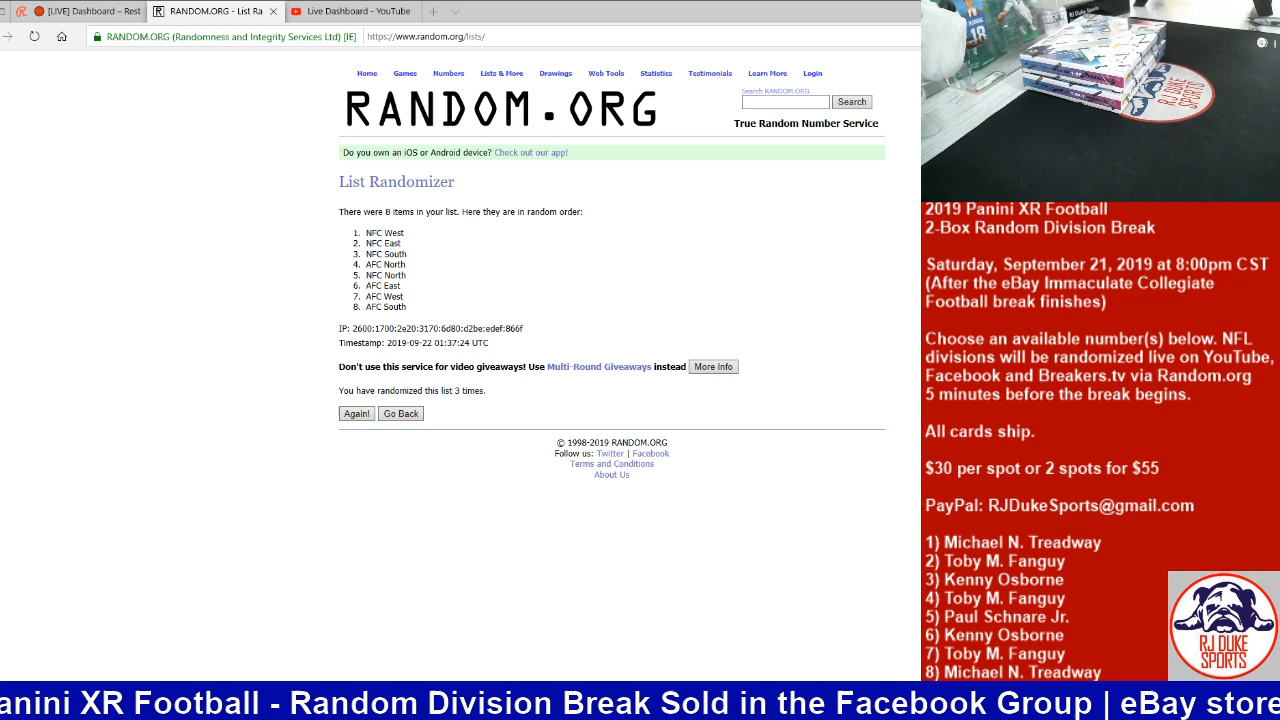 [LIVE] Dashboard – Rest
RANDOM.ORG - List Ra
Live Dashboard - YouTube
RANDOM.ORG (Randomness and Integrity Services Ltd) [IE]
https://www.random.org/lists/
Home Games Numbers Lists & More Drawings Web Tools Statistics Testimonials Learn More Login
RANDOM.ORG
Search RANDOM.ORG
Search
True Random Number Service
Do you own an iOS or Android device? Check out our app!
List Randomizer
There were 8 items in your list. Here they are in random order:
1. NFC West
2. NFC East
3. NFC South
4. AFC North
5. NFC North
6. AFC East
7. AFC West
8. AFC South
IP: 2600:1700:2e20:3170:6d80:d2be:edef:866f
Timestamp: 2019-09-22 01:37:24 UTC
Don't use this service for video giveaways! Use Multi-Round Giveaways instead More Info
You have randomized this list 3 times.
Again! Go Back
© 1998-2019 RANDOM.ORG
Follow us: Twitter | Facebook
Terms and Conditions
About Us
RJ DUKE
SPORTS
2019 Panini XR Football
2-Box Random Division Break
Saturday, September 21, 2019 at 8:00pm CST
(After the eBay Immaculate Collegiate
Football break finishes)
Choose an available number(s) below. NFL
divisions will be randomized live on YouTube,
Facebook and Breakers.tv via Random.org
5 minutes before the break begins.
All cards ship.
$30 per spot or 2 spots for $55
PayPal: RJDukeSports@gmail.com
1) Michael N. Treadway
2) Toby M. Fanguy
3) Kenny Osborne
4) Toby M. Fanguy
5) Paul Schnare Jr.
6) Kenny Osborne
7) Toby M. Fanguy
8) Michael N. Treadway
RJ DUKE
SPORTS
anini XR Football - Random Division Break Sold in the Facebook Group | eBay store